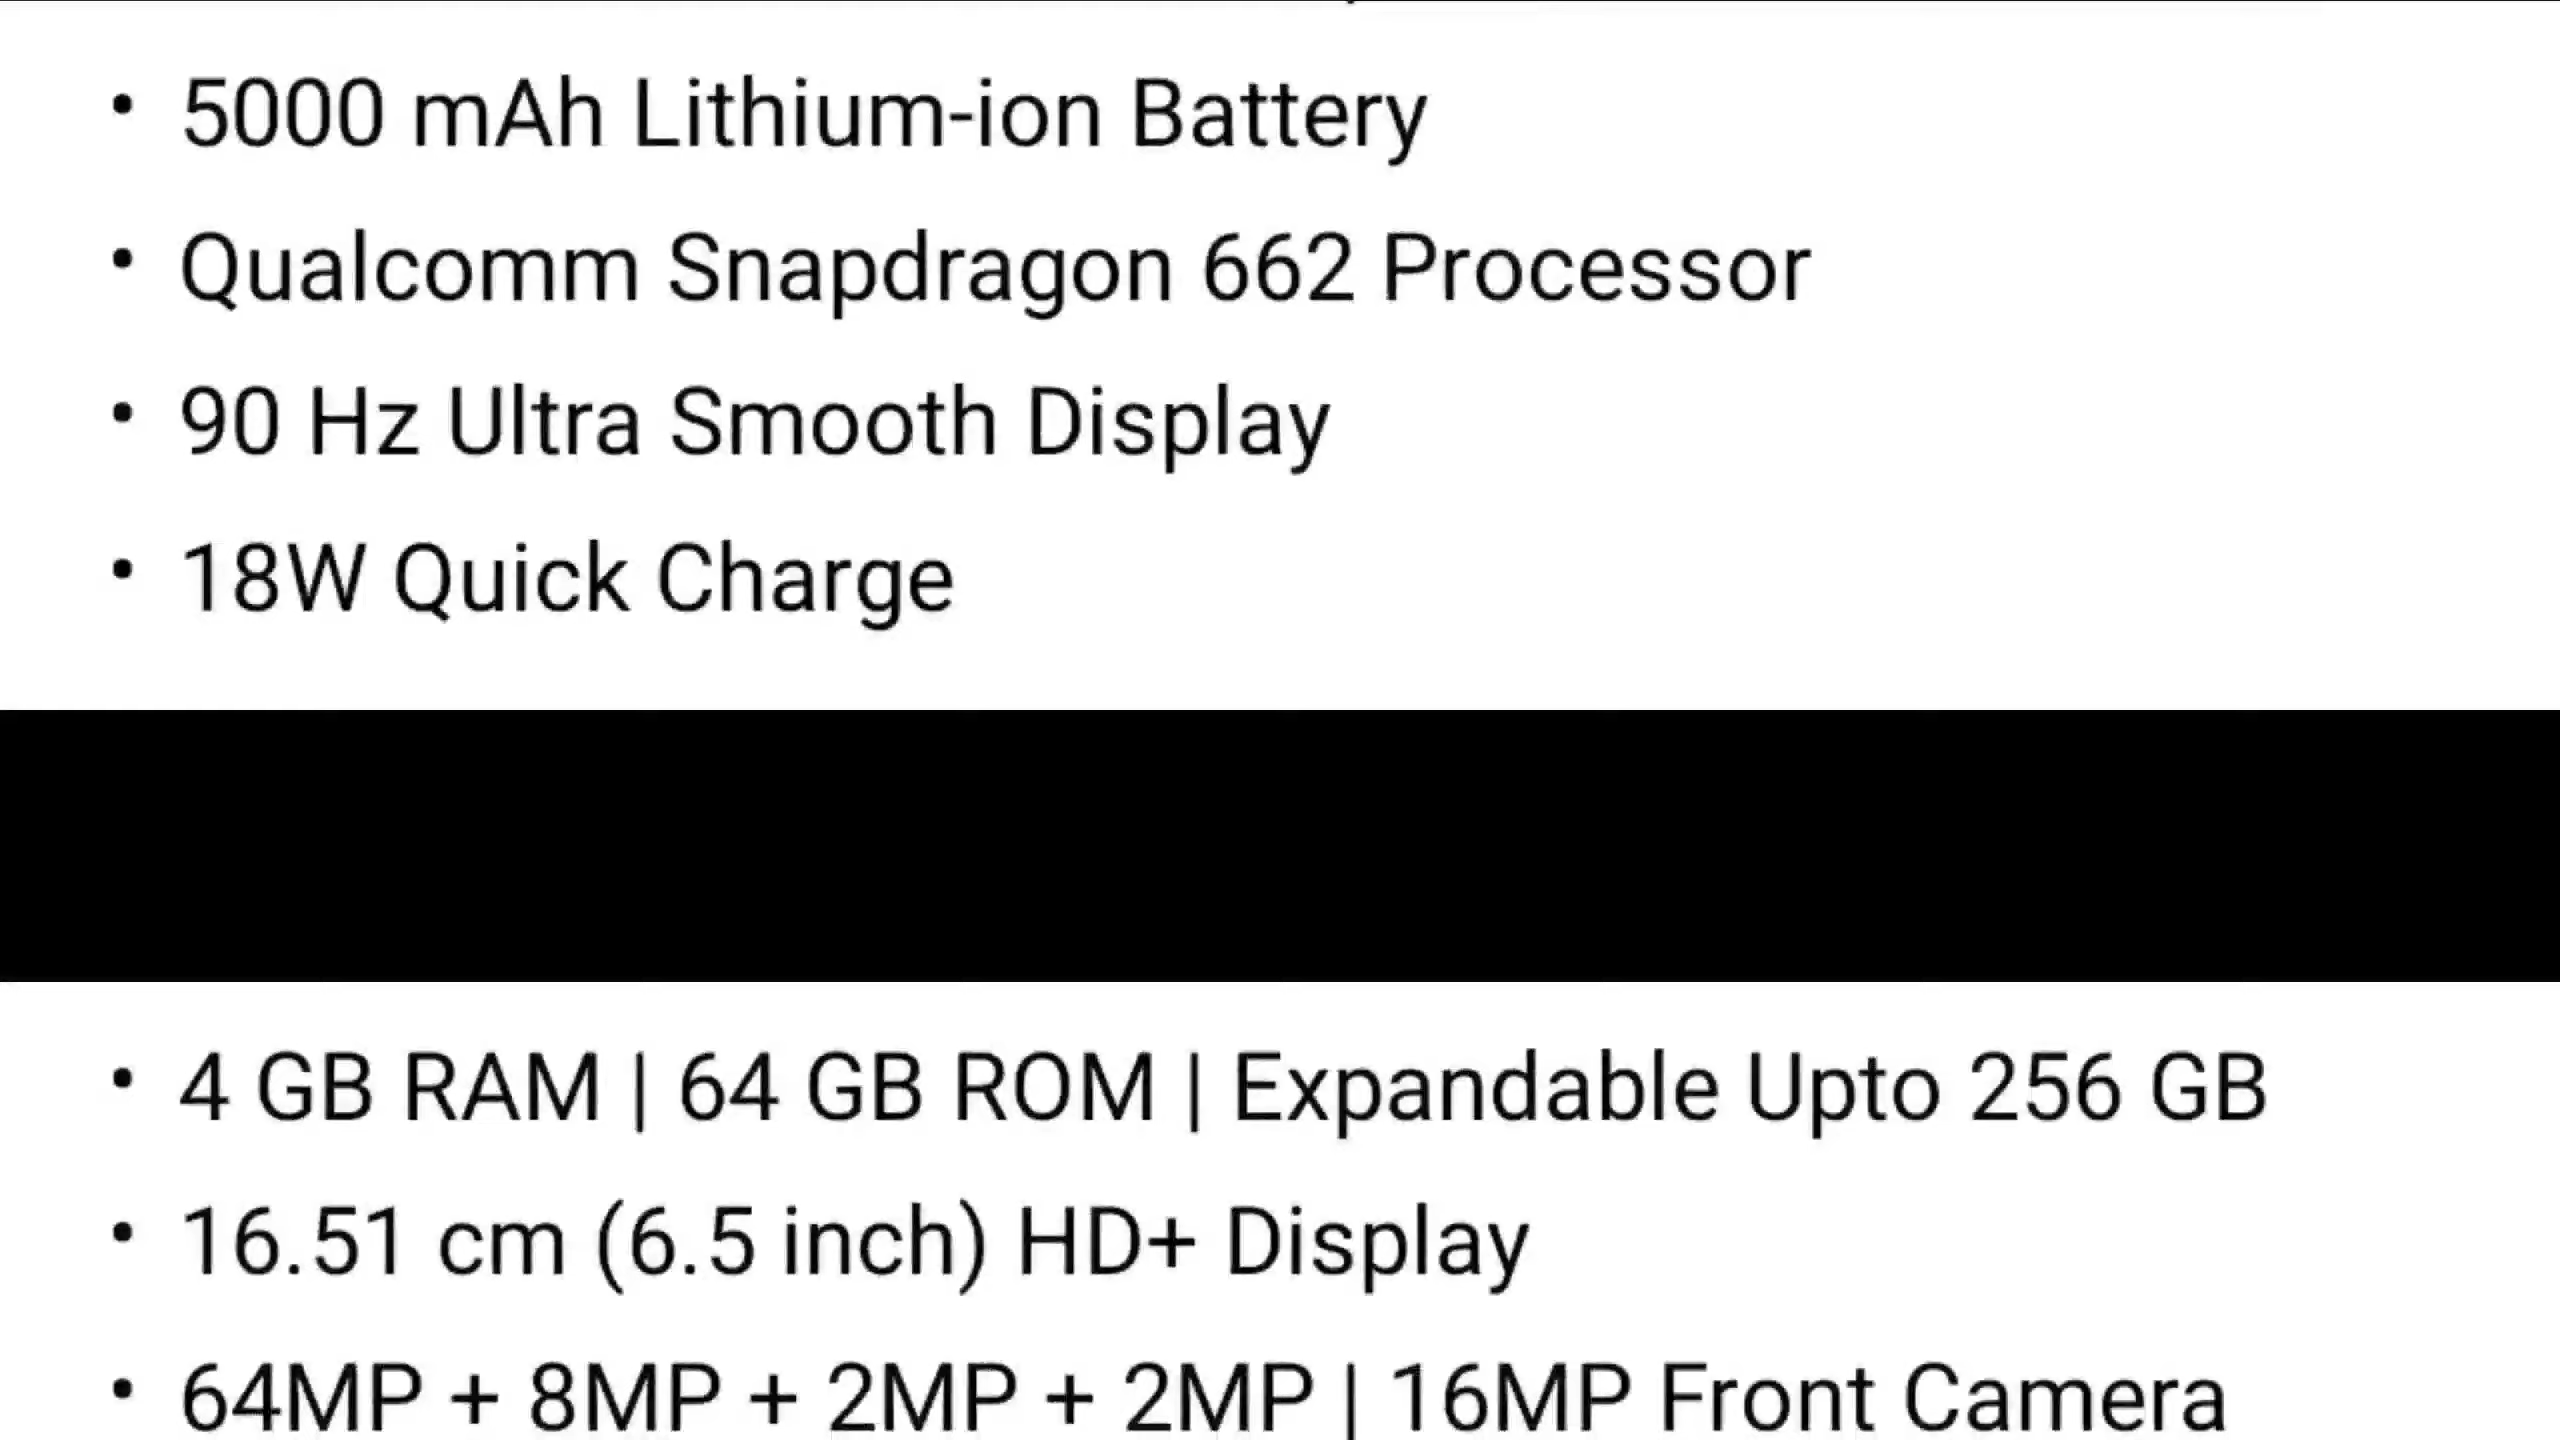 • 5000 mAh Lithium-ion Battery
• Qualcomm Snapdragon 662 Processor
• 90 Hz Ultra Smooth Display
• 18W Quick Charge
• 4 GB RAM | 64 GB ROM | Expandable Upto 256 GB
• 16.51 cm (6.5 inch) HD+ Display
• 64MP + 8MP + 2MP + 2MP | 16MP Front Camera